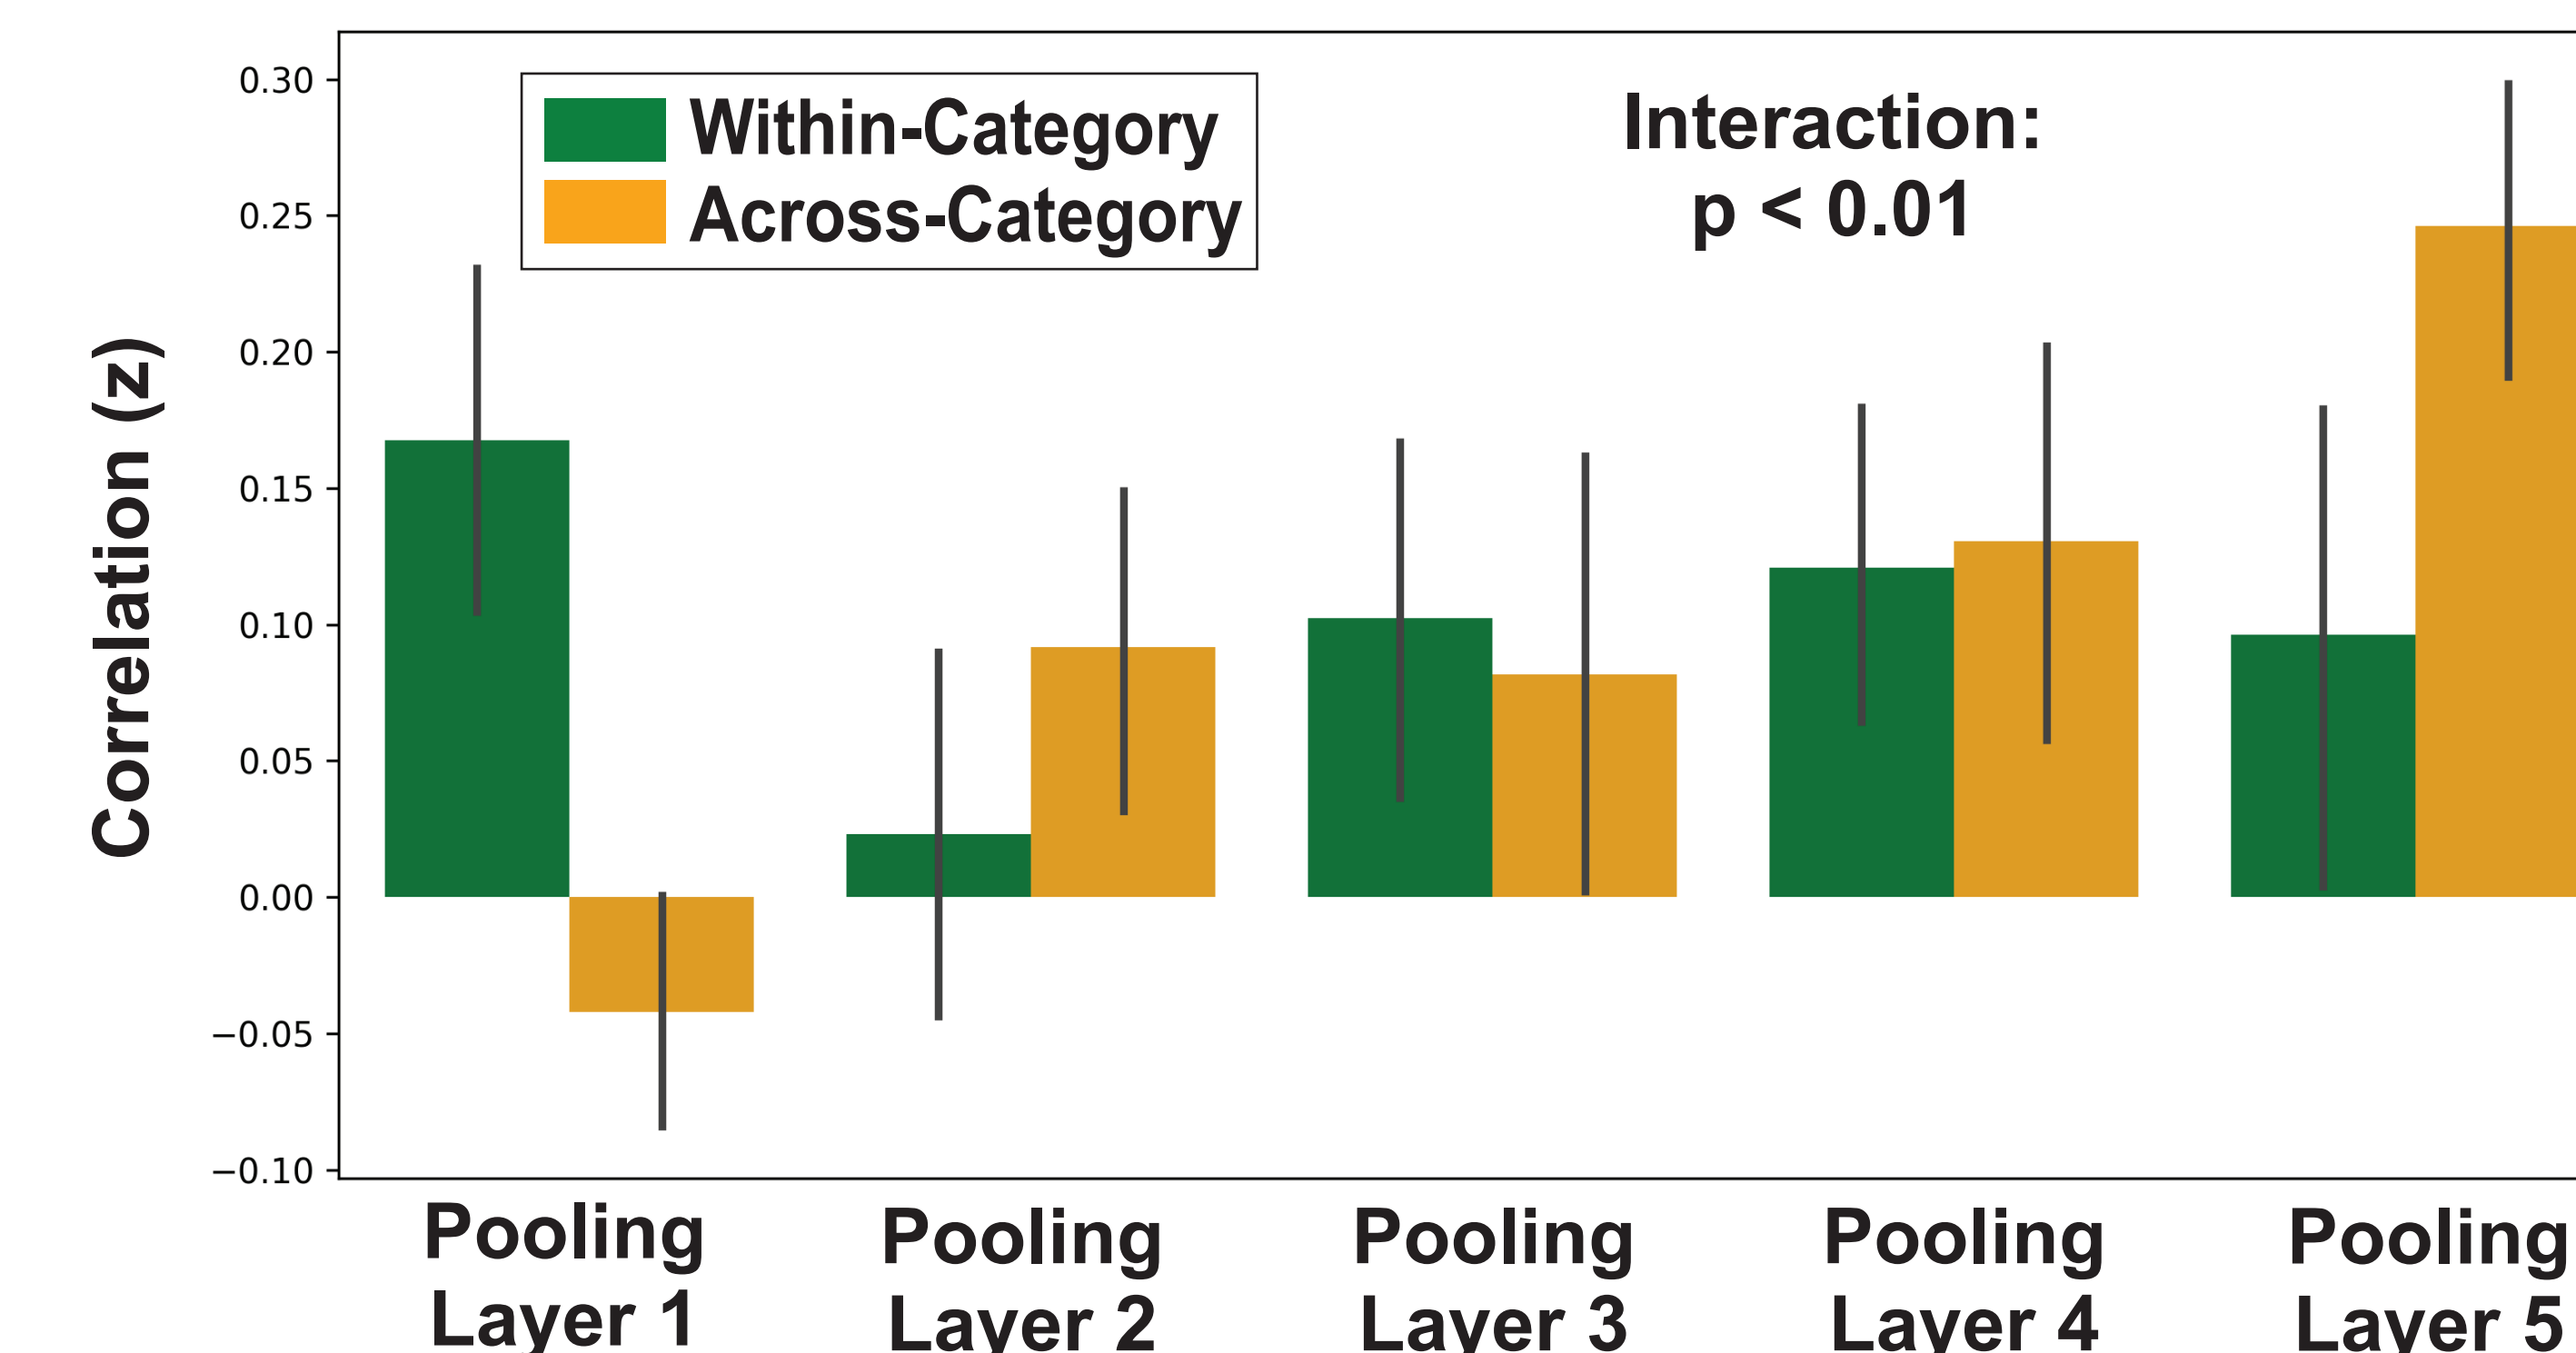 0.30
0.25
0.20
0.15
0.10
0.05
0.00
−0.05
−0.10
Correlation (z)
Within-Category
Across-Category
Interaction:
p < 0.01
Pooling
Layer 1
Pooling
Layer 2
Pooling
Layer 3
Pooling
Layer 4
Pooling
Layer 5